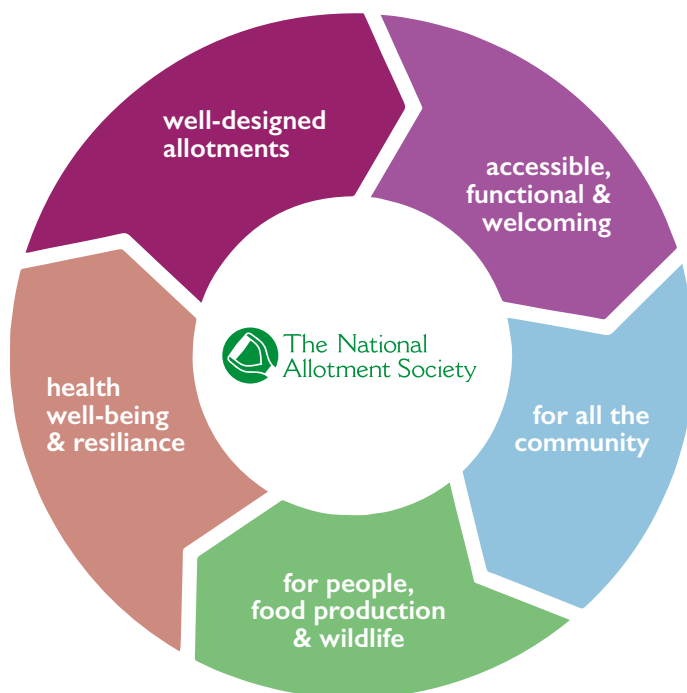 well-designed
allotments
accessible,
functional &
welcoming
for all the
community
for people,
food production
& wildlife
health
well-being
& resiliance
The National
Allotment Society